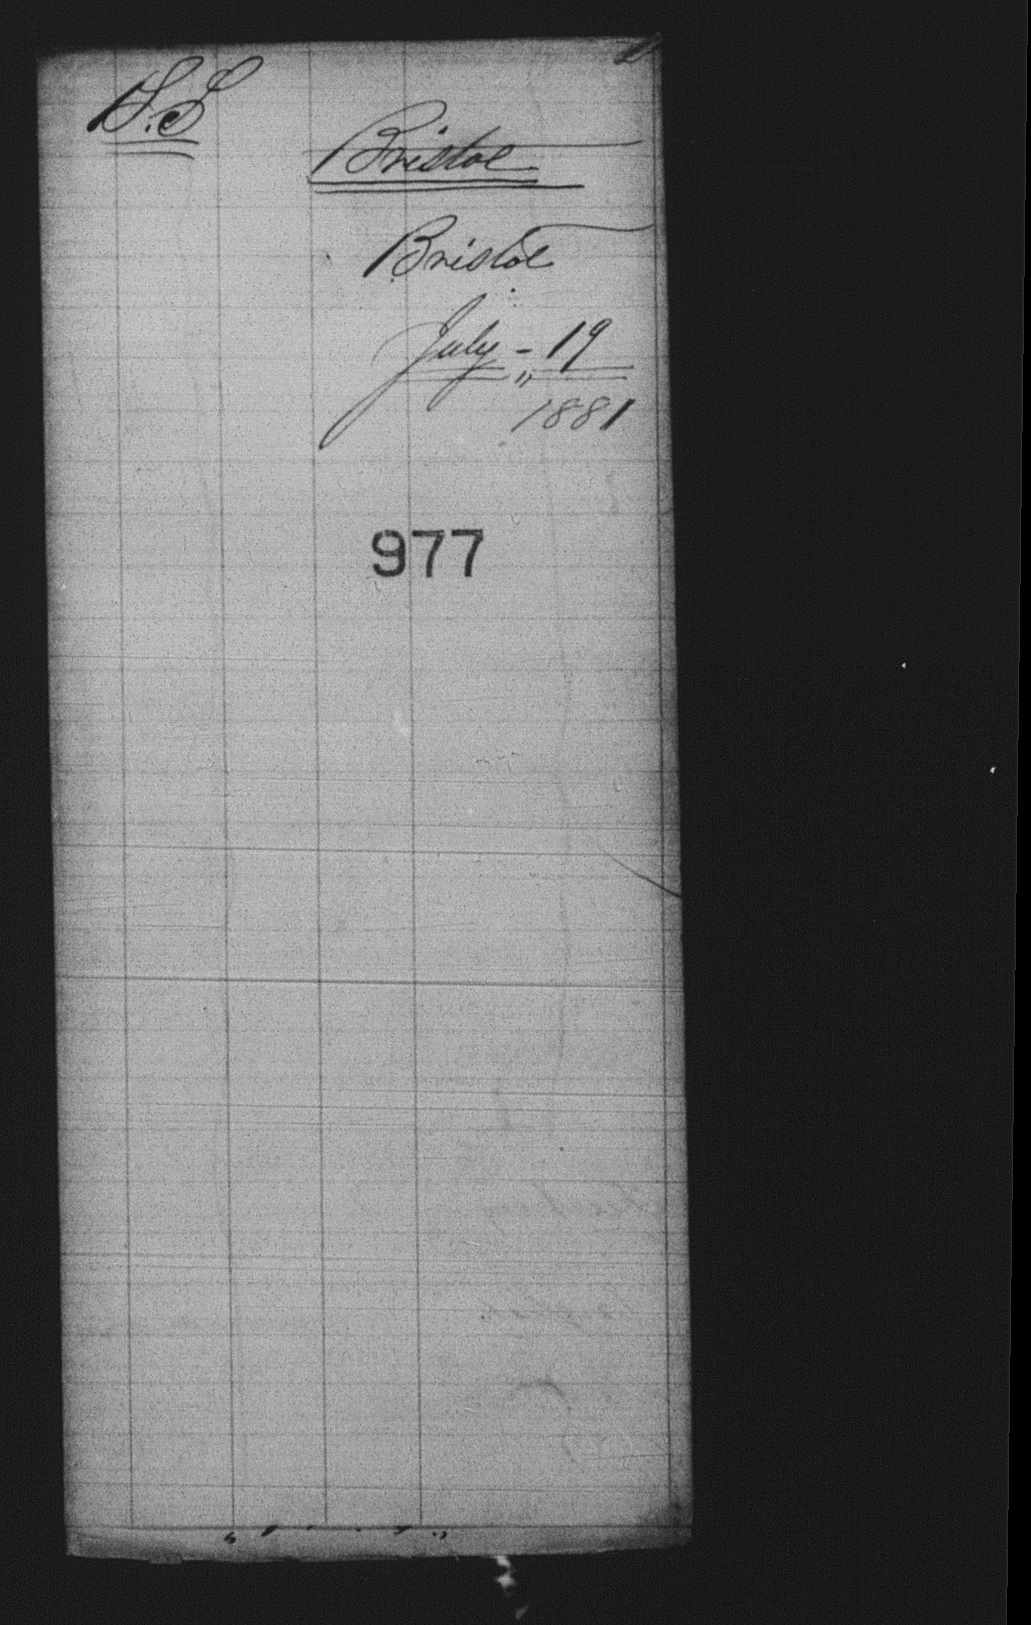 S.S
Bristol
Bristol
July - 19
" 1881
977